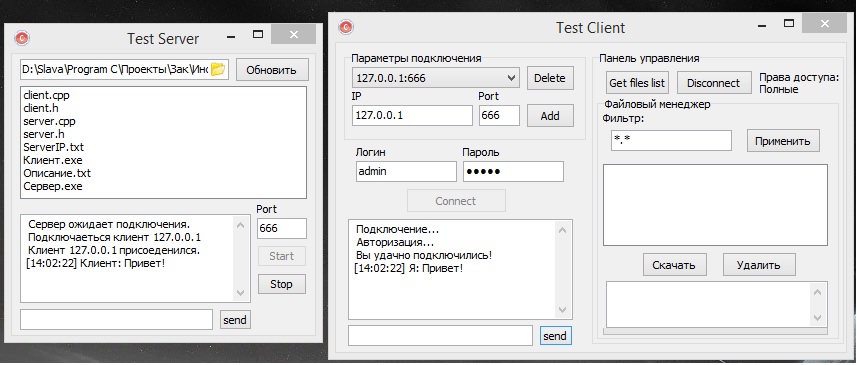 Test Server
D:\Slava\Program C\Проекты\Зак\Инс
Обновить
client.cpp
client.h
server.cpp
server.h
ServerIP.txt
Клиент.exe
Описание.txt
Сервер.exe
Сервер ожидает подключения.
Подключаеться клиент 127.0.0.1
Клиент 127.0.0.1 присоеденился.
[14:02:22] Клиент: Привет!
Port
666
Start
Stop
send
Test Client
Параметры подключения
127.0.0.1:666
Delete
IP
Port
127.0.0.1
666
Add
Логин
Пароль
admin
●●●●●
Connect
Подключение...
Авторизация...
Вы удачно подключились!
[14:02:22] Я: Привет!
send
Панель управления
Get files list
Disconnect
Права доступа:
Полные
Файловый менеджер
Фильтр:
*.*
Применить
Скачать
Удалить